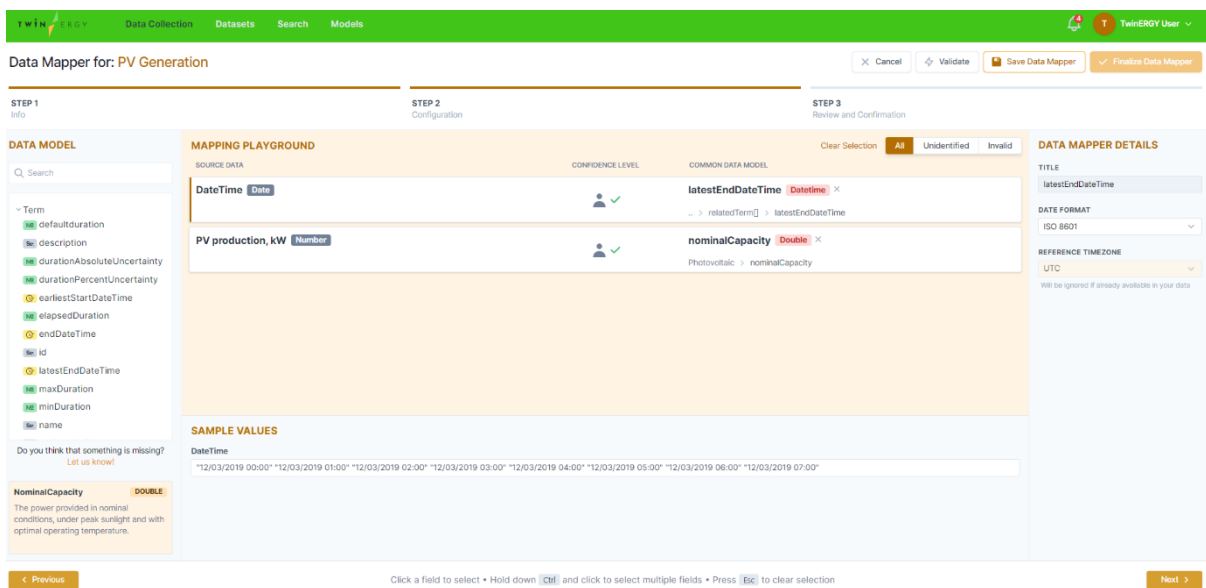 TWINERGY Data Collection Datasets Search Models 4 T TwinERGY User
Data Mapper for: PV Generation Cancel Validate Save Data Mapper Finalize Data Mapper
STEP 1 STEP 2 STEP 3
Info Configuration Review and Confirmation
DATA MODEL
Search
Term
NB defaultduration
Str description
NB durationAbsoluteUncertainty
NB durationPercentUncertainty
earliestStartDateTime
NB elapsedDuration
endDateTime
Str id
latestEndDateTime
NB maxDuration
NB minDuration
Str name
Do you think that something is missing?
Let us know!
NominalCapacity DOUBLE
The power provided in nominal
conditions, under peak sunlight and with
optimal operating temperature.
MAPPING PLAYGROUND Clear Selection All Unidentified Invalid
SOURCE DATA CONFIDENCE LEVEL COMMON DATA MODEL
DateTime Date latestEndDateTime Datetime
.. > relatedTerm[] > latestEndDateTime
PV production, kW Number nominalCapacity Double
Photovoltaic > nominalCapacity
SAMPLE VALUES
DateTime
"12/03/2019 00:00" "12/03/2019 01:00" "12/03/2019 02:00" "12/03/2019 03:00" "12/03/2019 04:00" "12/03/2019 05:00" "12/03/2019 06:00" "12/03/2019 07:00"
DATA MAPPER DETAILS
TITLE
latestEndDateTime
DATE FORMAT
ISO 8601
REFERENCE TIMEZONE
UTC
Will be ignored if already available in your data
< Previous Click a field to select • Hold down Ctrl and click to select multiple fields • Press Esc to clear selection Next >